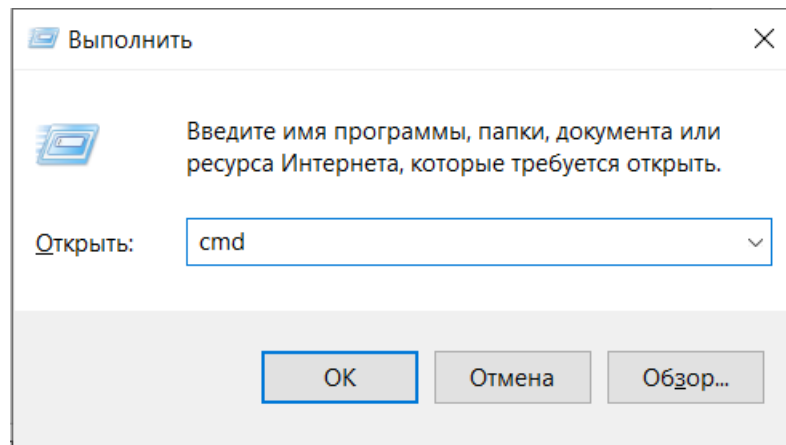 Выполнить
Введите имя программы, папки, документа или
ресурса Интернета, которые требуется открыть.
Открыть: cmd
OK Отмена Обзор...